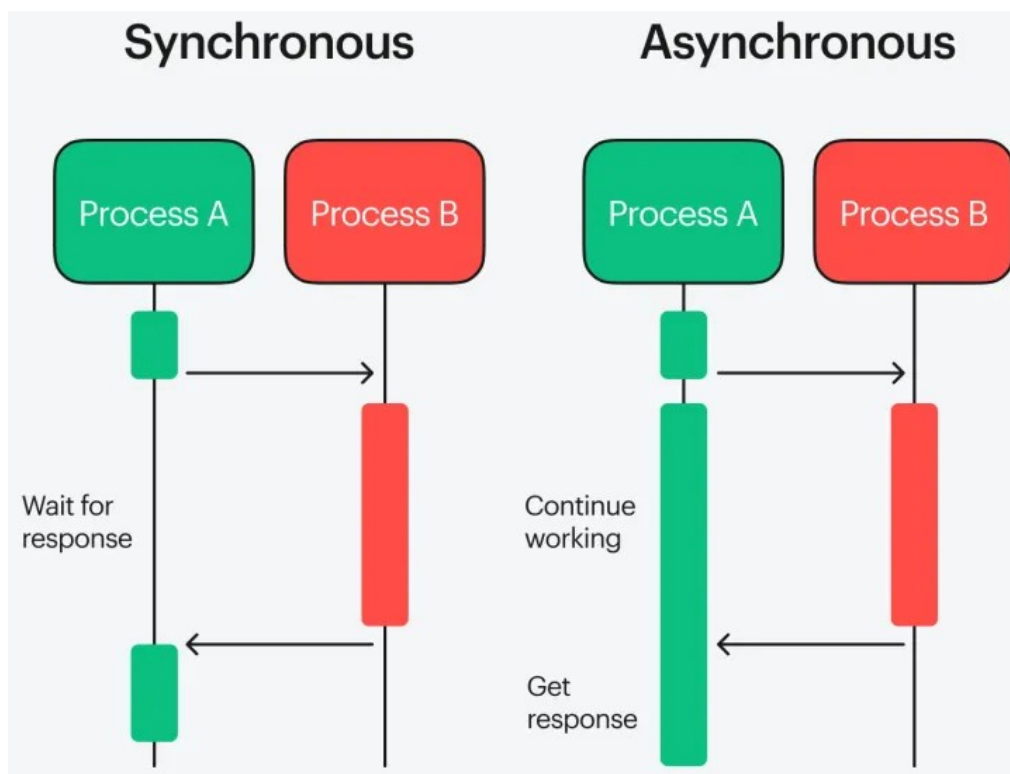 Synchronous
Asynchronous
Process A
Process B
Process A
Process B
Wait for
response
Continue
working
Get
response